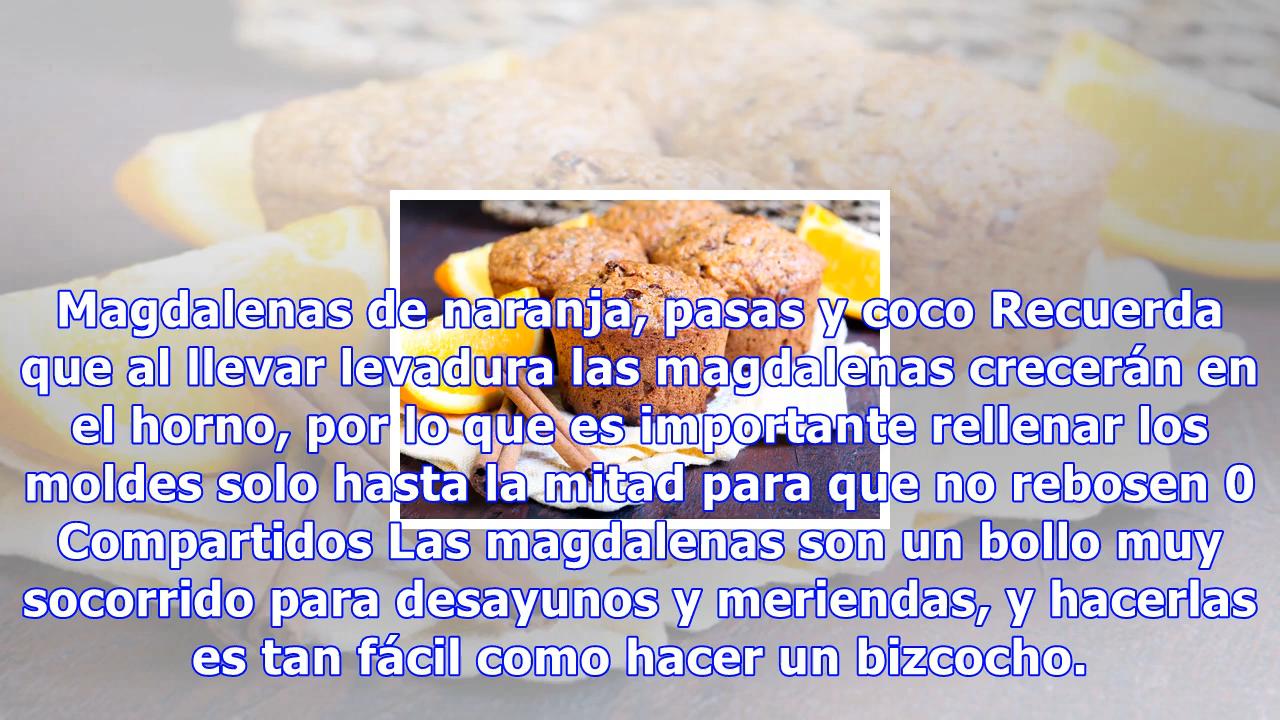 Magdalenas de naranja, pasas y coco Recuerda
que al llevar levadura las magdalenas crecerán en
el horno, por lo que es importante rellenar los
moldes solo hasta la mitad para que no rebosen 0
Compartidos Las magdalenas son un bollo muy
socorrido para desayunos y meriendas, y hacerlas
es tan fácil como hacer un bizcocho.